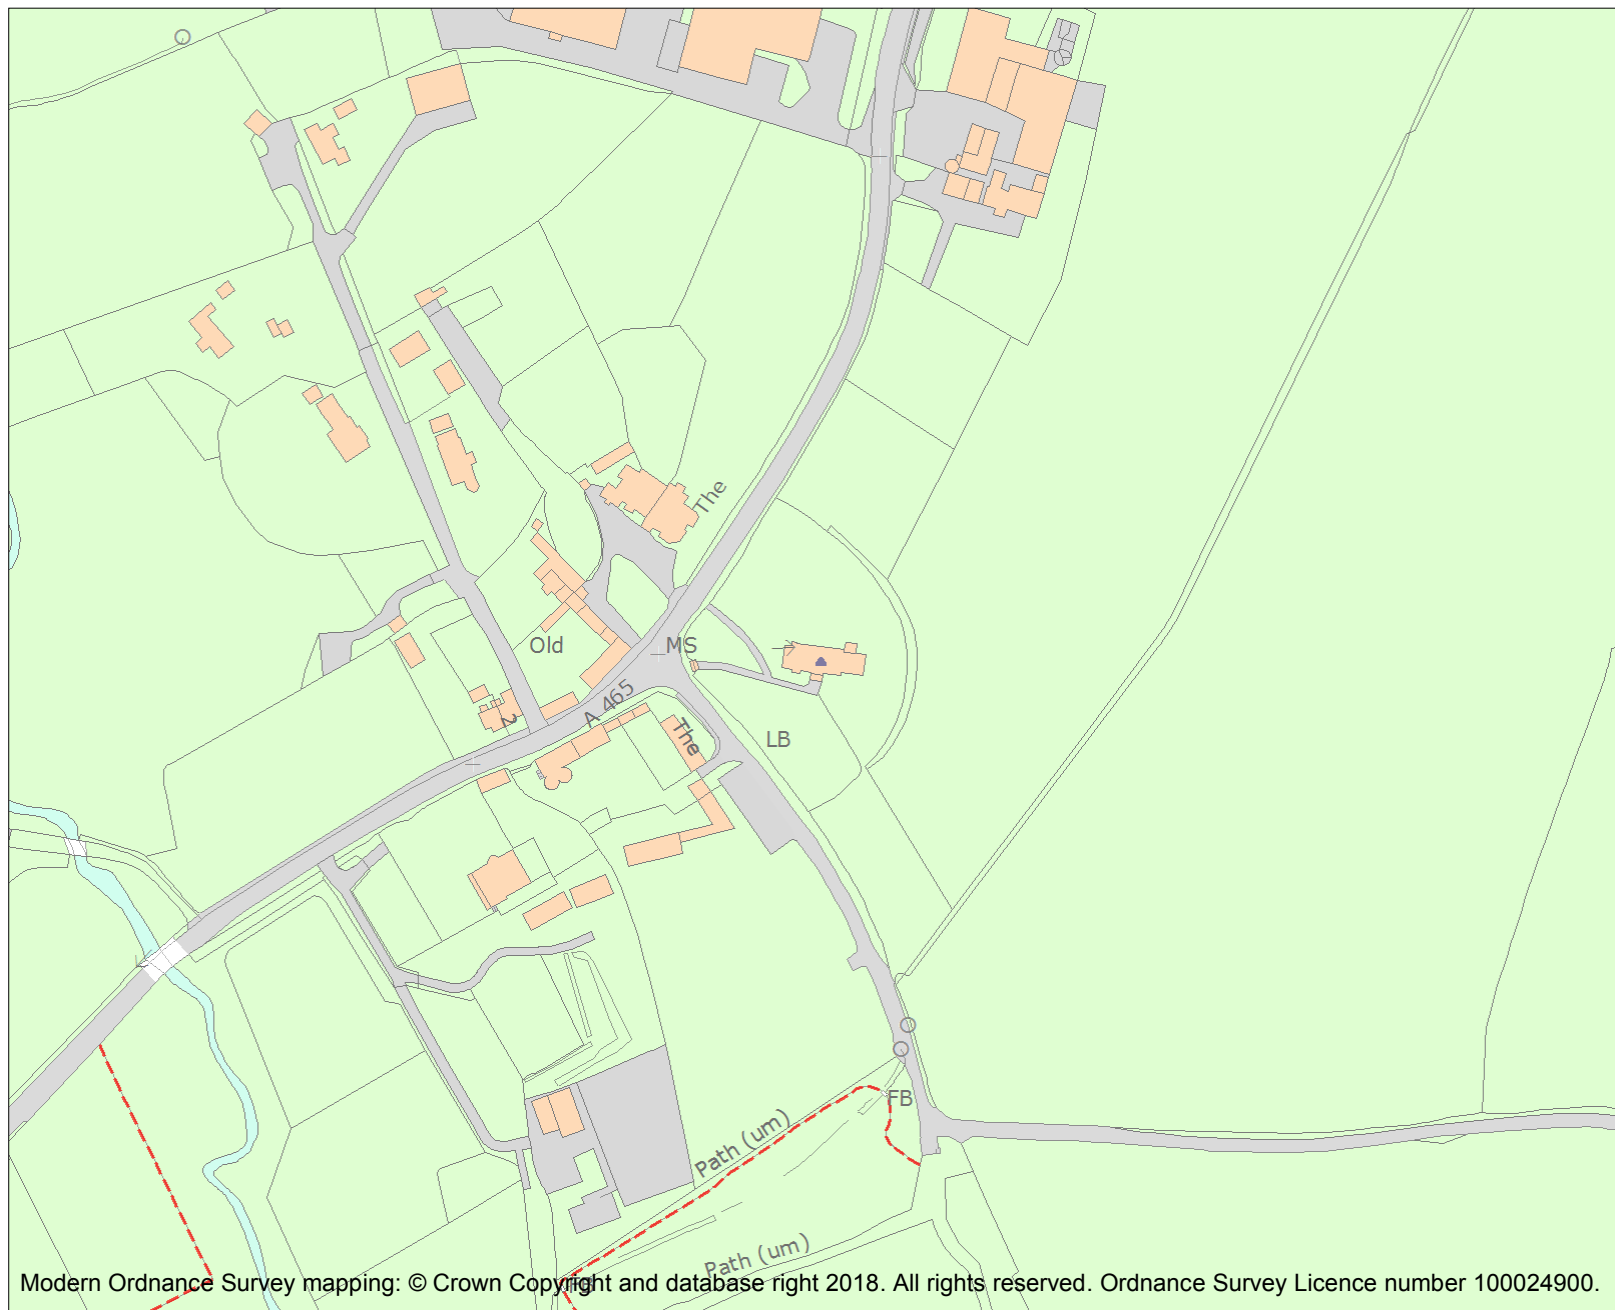 The
Old
MS
A 465
2
The
LB
FB
Path (um)
Path (um)
FB
Modern Ordnance Survey mapping: © Crown Copyright and database right 2018. All rights reserved. Ordnance Survey Licence number 100024900.